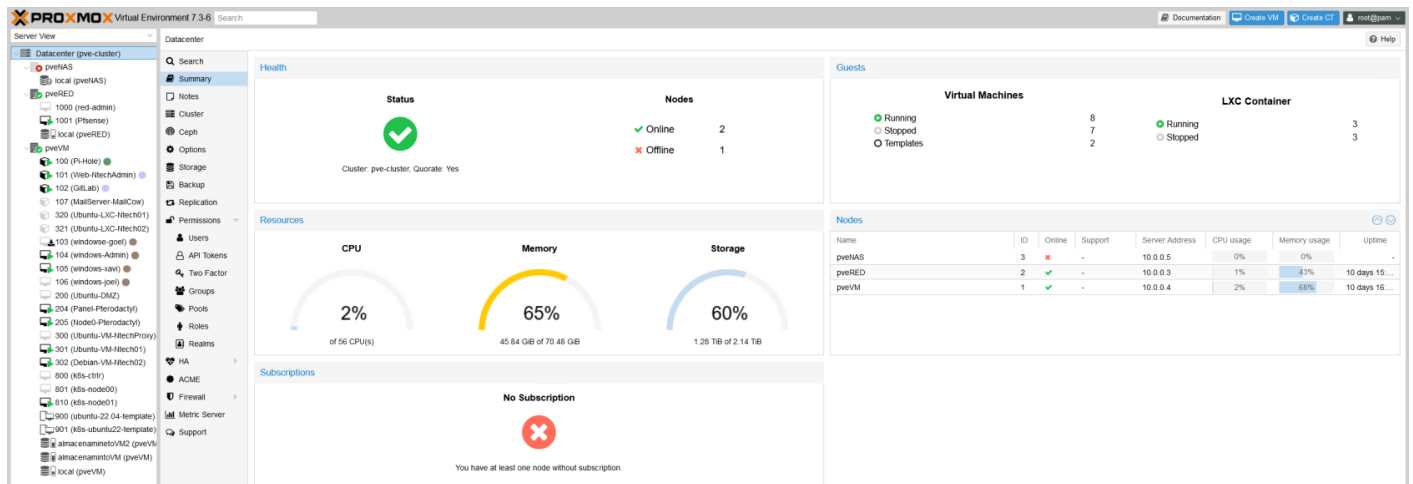 PROXMOX Virtual Environment 7.3-6 Search
Documentation Create VM Create CT root@pam
Server View
Datacenter (pve-cluster)
pveNAS
local (pveNAS)
pveRED
1000 (red-admin)
1001 (Pfsense)
local (pveRED)
pveVM
100 (Pi-Hole)
101 (Web-NtechAdmin)
102 (GitLab)
107 (MailServer-MailCow)
320 (Ubuntu-LXC-Ntech01)
321 (Ubuntu-LXC-Ntech02)
103 (windowse-goel)
104 (windows-Admin)
105 (windows-xavi)
106 (windows-joel)
200 (Ubuntu-DMZ)
204 (Panel-Pterodactyl)
205 (Node0-Pterodactyl)
300 (Ubuntu-VM-NtechProxy)
301 (Ubuntu-VM-Ntech01)
302 (Debian-VM-Ntech02)
800 (k8s-ctrlr)
801 (k8s-node00)
810 (k8s-node01)
900 (ubuntu-22.04-template)
901 (k8s-ubuntu22-template)
almacenaminetoVM2 (pveVM
almacenamintoVM (pveVM)
local (pveVM)
Datacenter
Help
Search
Summary
Notes
Cluster
Ceph
Options
Storage
Backup
Replication
Permissions
Users
API Tokens
Two Factor
Groups
Pools
Roles
Realms
HA
ACME
Firewall
Metric Server
Support
Health
Status
Nodes
Online 2
Offline 1
Cluster: pve-cluster, Quorate: Yes
Guests
Virtual Machines
Running 8
Stopped 7
Templates 2
LXC Container
Running 3
Stopped 3
Resources
CPU
2%
of 56 CPU(s)
Memory
65%
45.84 GiB of 70.48 GiB
Storage
60%
1.28 TiB of 2.14 TiB
Nodes
Name ID Online Support Server Address CPU usage Memory usage Uptime
pveNAS 3 - 10.0.0.5 0% 0% -
pveRED 2 - 10.0.0.3 1% 43% 10 days 15:...
pveVM 1 - 10.0.0.4 2% 68% 10 days 16:...
Subscriptions
No Subscription
You have at least one node without subscription.